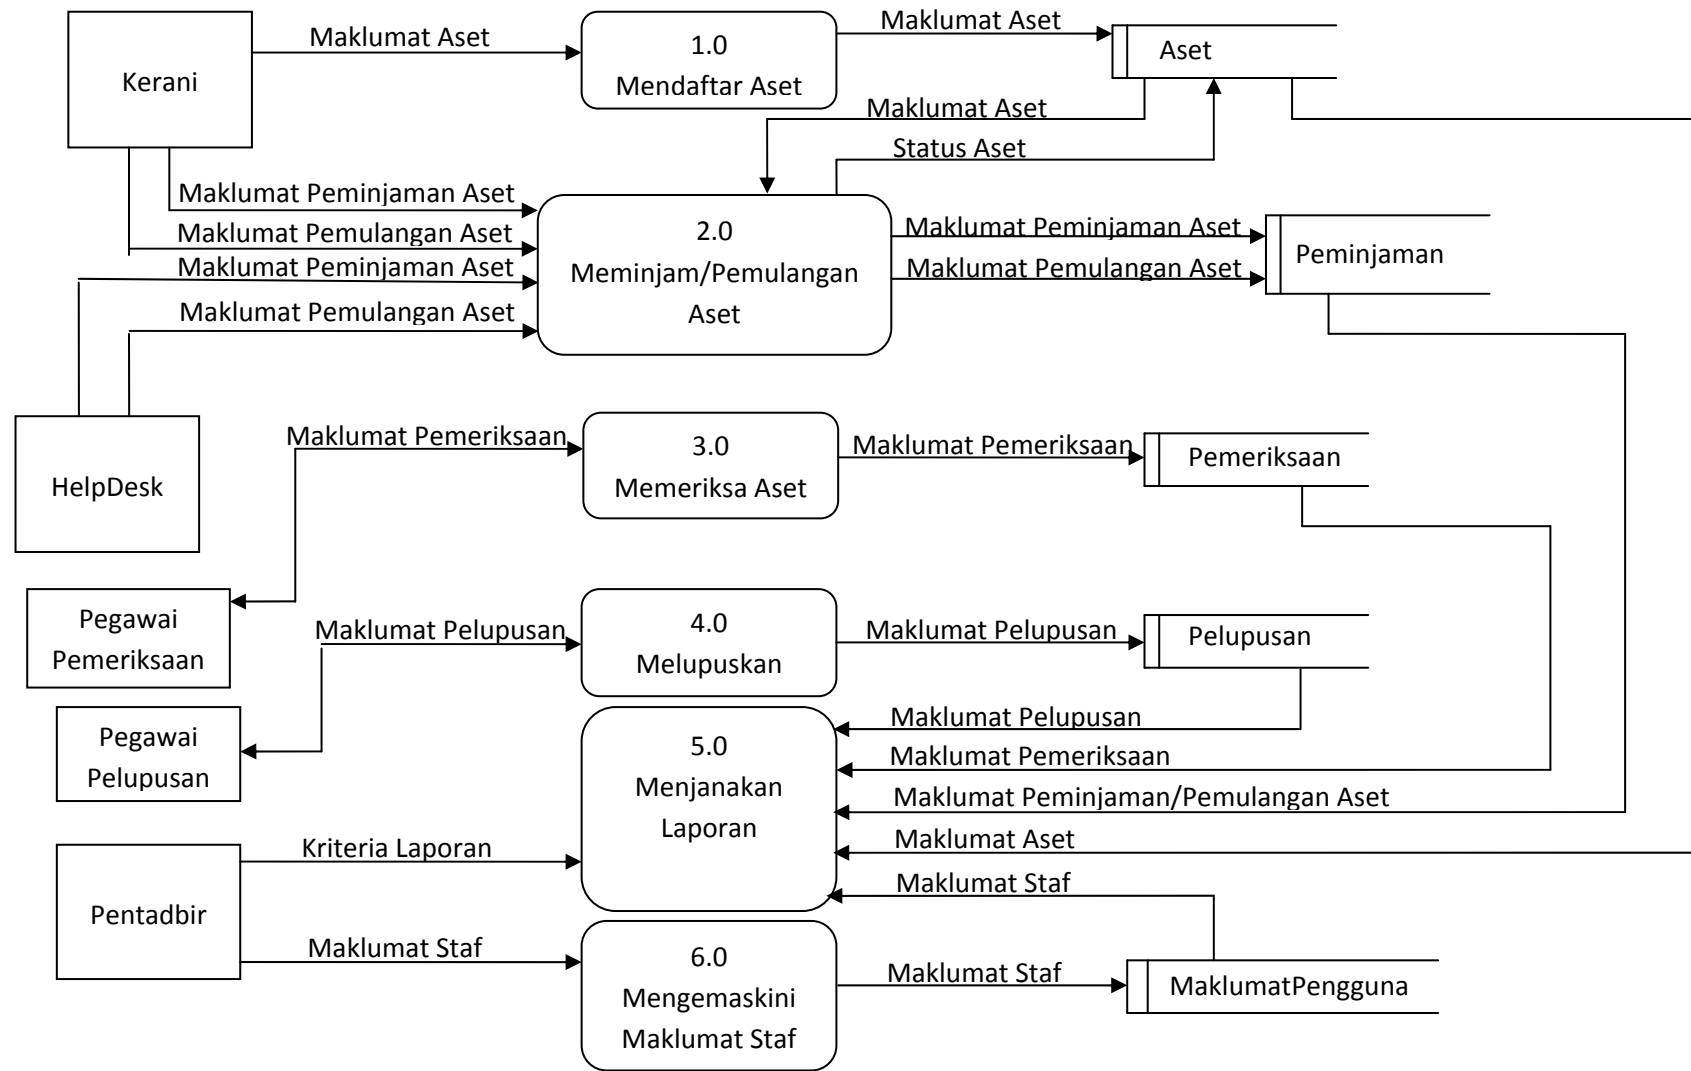 Maklumat Aset
Maklumat Aset
1.0
Mendaftar Aset
Aset
Kerani
Maklumat Aset
Status Aset
Maklumat Peminjaman Aset
Maklumat Pemulangan Aset
Maklumat Peminjaman Aset
Maklumat Pemulangan Aset
2.0
Meminjam/Pemulangan
Aset
Maklumat Peminjaman Aset
Maklumat Pemulangan Aset
Peminjaman
HelpDesk
Maklumat Pemeriksaan
3.0
Memeriksa Aset
Maklumat Pemeriksaan
Pemeriksaan
Pegawai
Pemeriksaan
Maklumat Pelupusan
4.0
Melupuskan
Maklumat Pelupusan
Pelupusan
Pegawai
Pelupusan
5.0
Menjanakan
Laporan
Maklumat Pelupusan
Maklumat Pemeriksaan
Maklumat Peminjaman/Pemulangan Aset
Maklumat Aset
Maklumat Staf
Kriteria Laporan
Pentadbir
Maklumat Staf
6.0
Mengemaskini
Maklumat Staf
Maklumat Staf
MaklumatPengguna